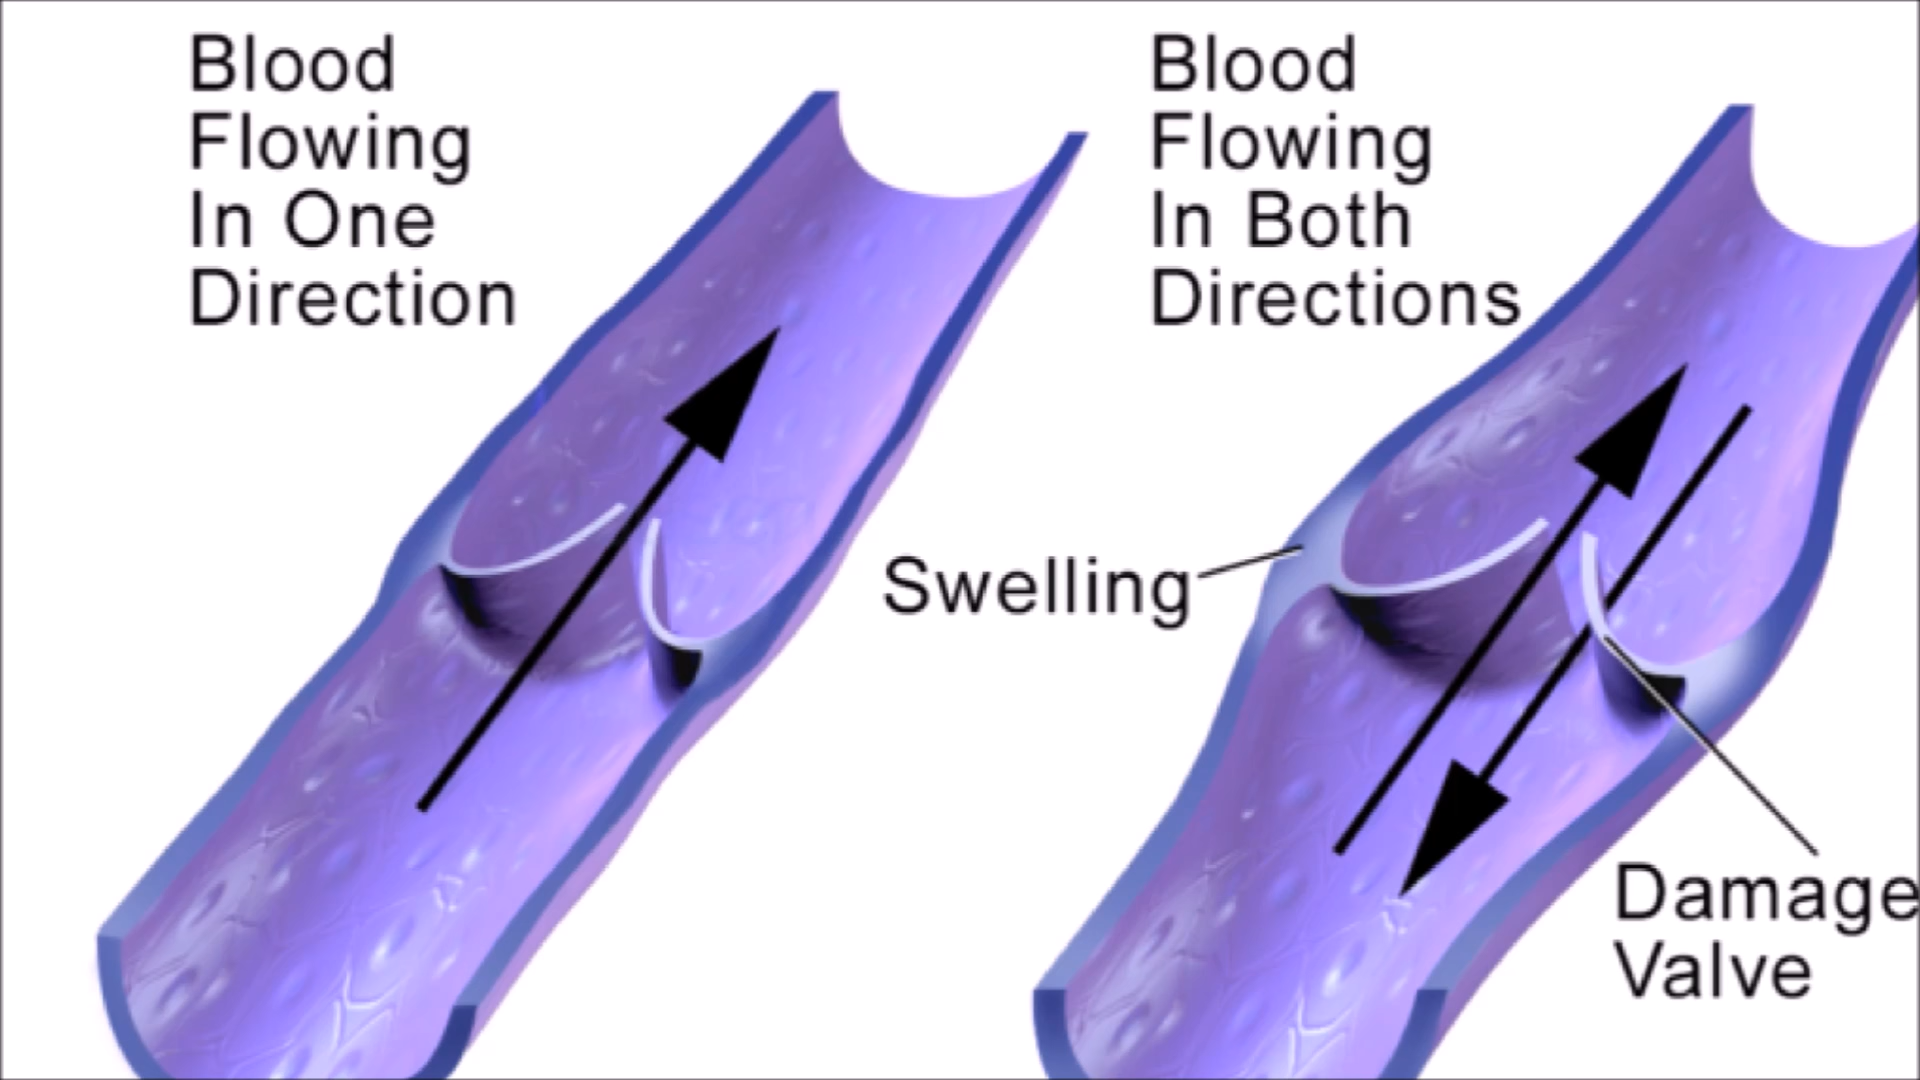 Blood
Flowing
In One
Direction
Blood
Flowing
In Both
Directions
Swelling
Damage
Valve